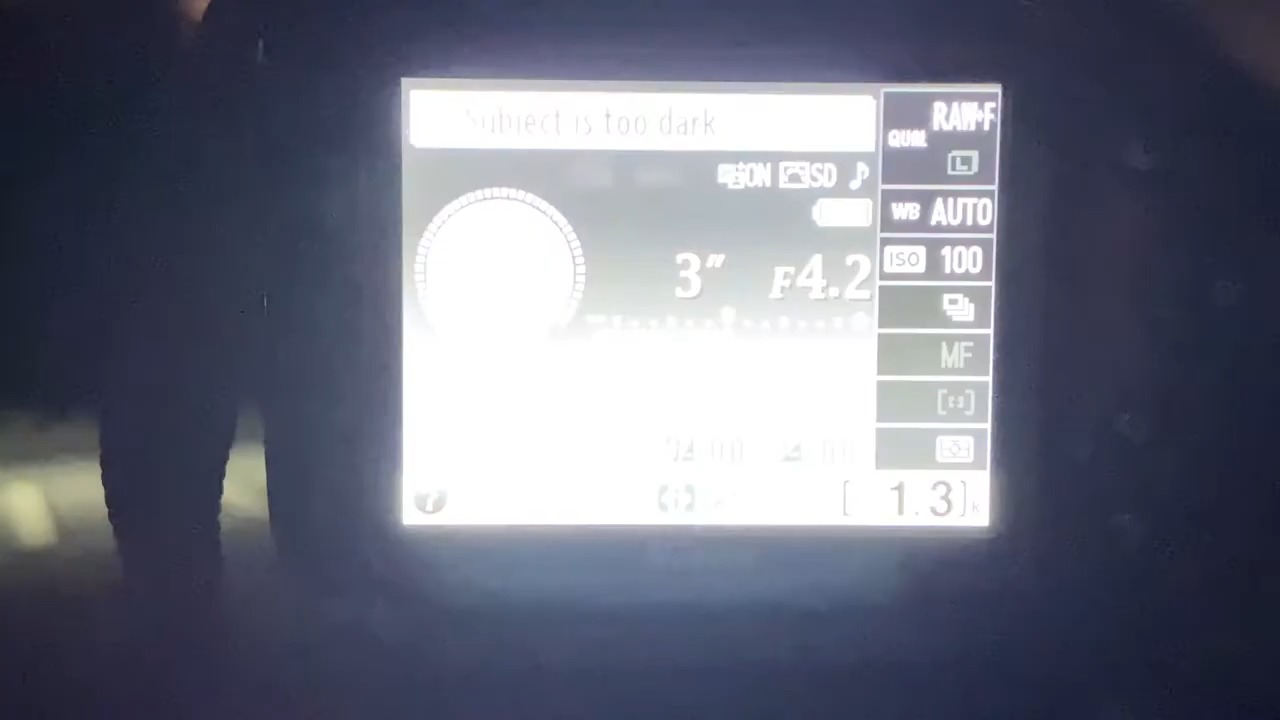 Subject is too dark
RAW+F
QUAL
L
ON SD
WB AUTO
3" F4.2
ISO 100
MF
[ 1.3]k